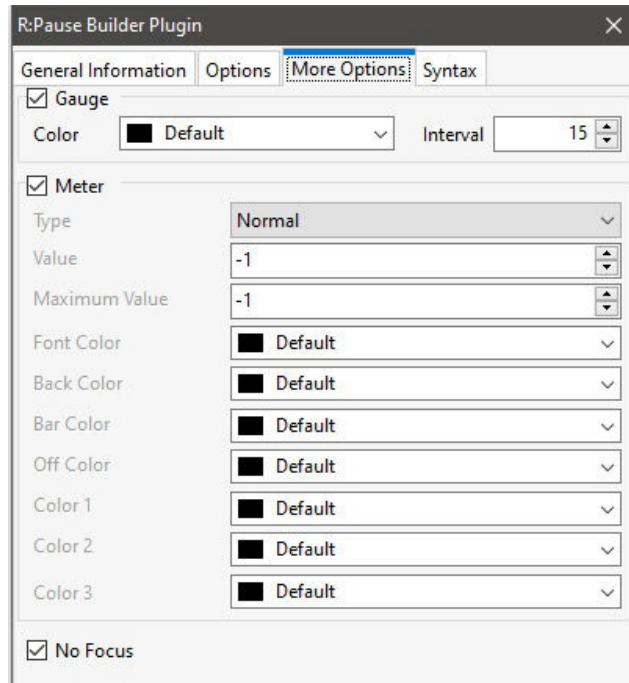 R:Pause Builder Plugin
General Information Options More Options Syntax
Gauge
Color Default Interval 15
Meter
Type Normal
Value -1
Maximum Value -1
Font Color Default
Back Color Default
Bar Color Default
Off Color Default
Color 1 Default
Color 2 Default
Color 3 Default
No Focus